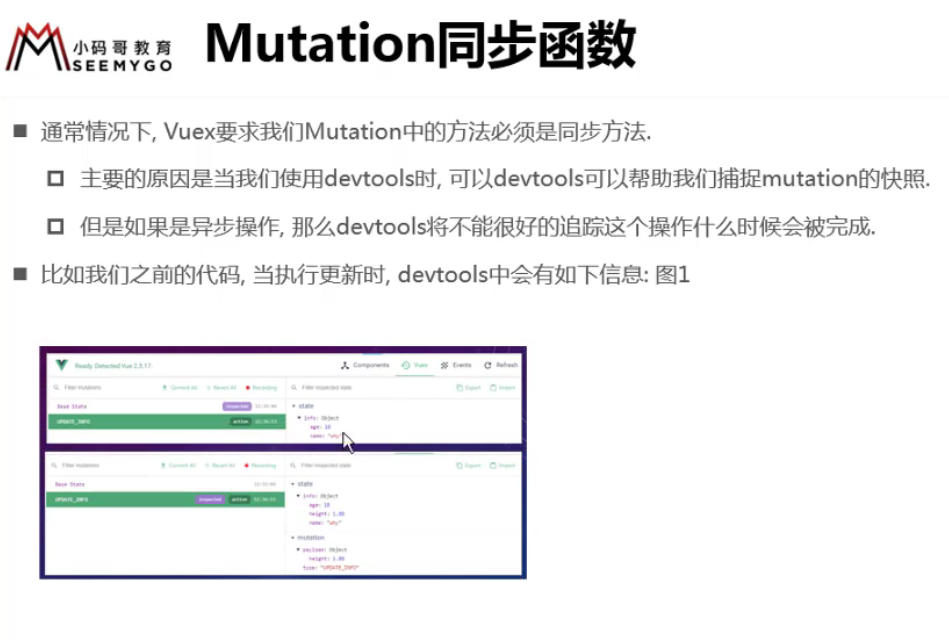 小码哥教育
SEEMYGO
Mutation同步函数
通常情况下, Vuex要求我们Mutation中的方法必须是同步方法.
主要的原因是当我们使用devtools时, 可以devtools可以帮助我们捕捉mutation的快照.
但是如果是异步操作, 那么devtools将不能很好的追踪这个操作什么时候会被完成.
比如我们之前的代码, 当执行更新时, devtools中会有如下信息: 图1
Ready. Detected Vue 2.5.17.
Components
Vuex
Events
Refresh
Filter mutations
Commit All
Revert All
Recording
Filter inspected state
Export
Import
Base State
inspected
state
UPDATE_INFO
active
info: Object
age: 18
name: "why"
Filter mutations
Commit All
Revert All
Recording
Filter inspected state
Export
Import
Base State
state
UPDATE_INFO
inspected
active
info: Object
age: 18
height: 1.88
name: "why"
mutation
payload: Object
height: 1.88
type: "UPDATE_INFO"